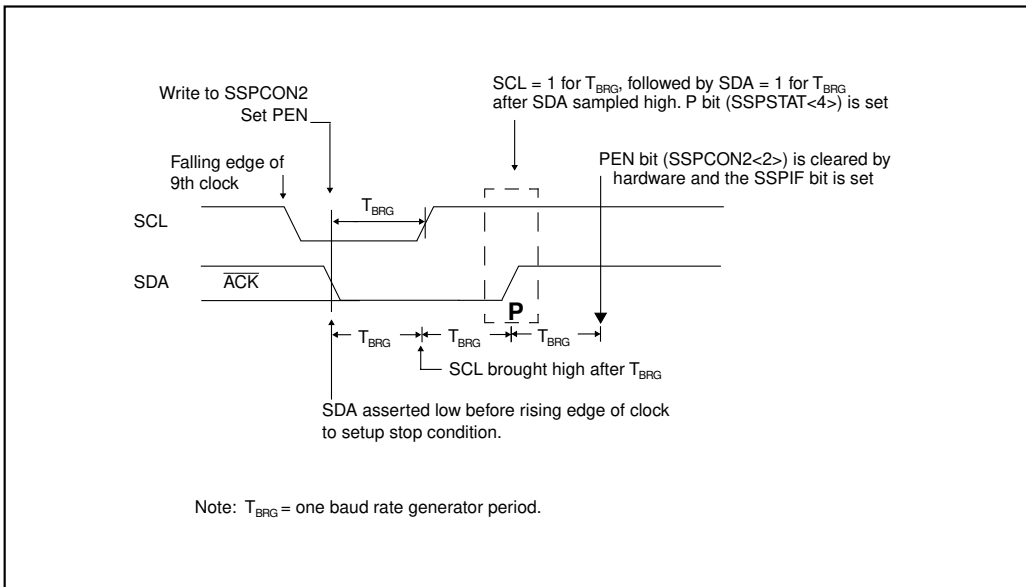 SCL = 1 for TBRG, followed by SDA = 1 for TBRG
after SDA sampled high. P bit (SSPSTAT<4>) is set
Write to SSPCON2
Set PEN
PEN bit (SSPCON2<2>) is cleared by
hardware and the SSPIF bit is set
Falling edge of
9th clock
TBRG
SCL
SDA
ACK
P
TBRG
TBRG
TBRG
SCL brought high after TBRG
SDA asserted low before rising edge of clock
to setup stop condition.
Note: TBRG = one baud rate generator period.